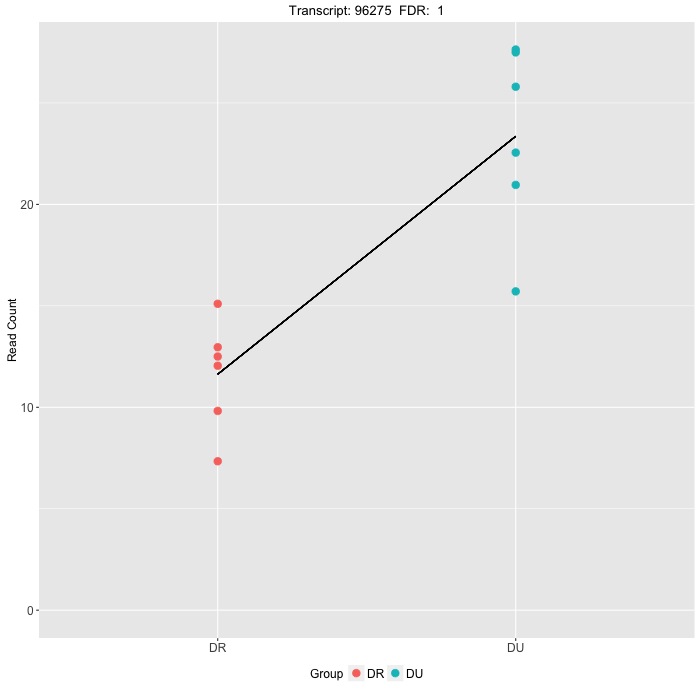 Transcript: 96275 FDR: 1
Read Count
20
10
0
DR DU
Group DR DU